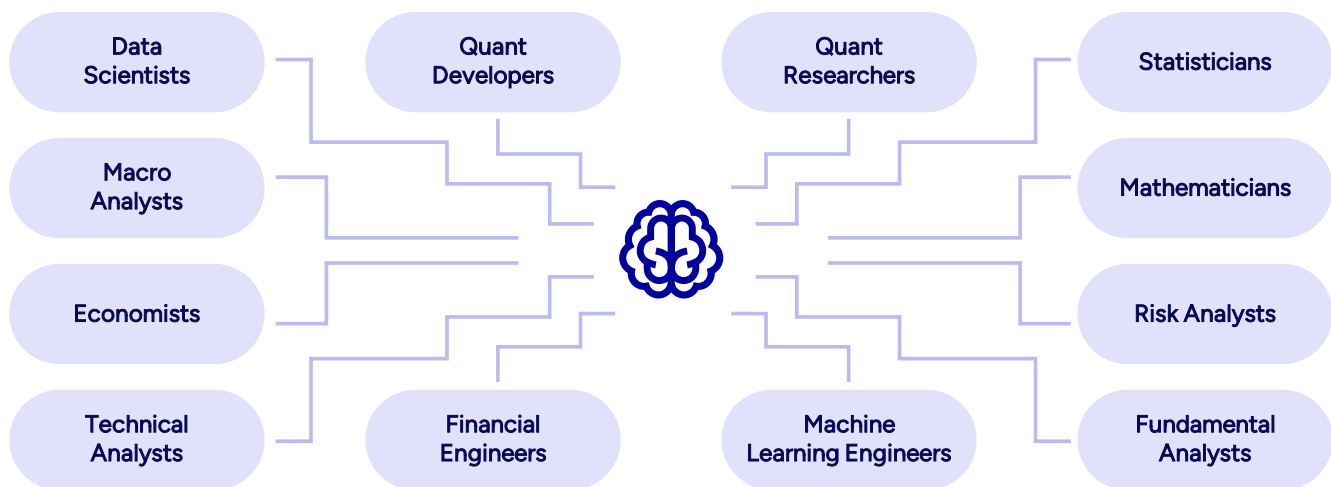 Data
Scientists
Quant
Developers
Quant
Researchers
Statisticians
Macro
Analysts
Mathematicians
Economists
Risk Analysts
Technical
Analysts
Financial
Engineers
Machine
Learning Engineers
Fundamental
Analysts